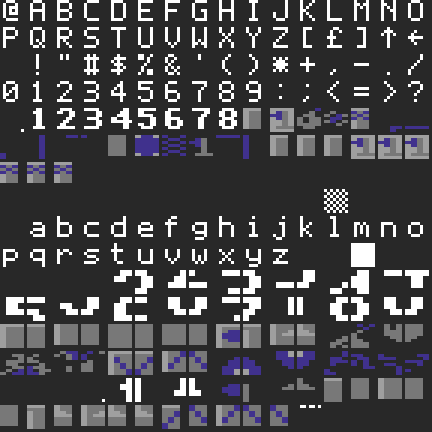 @ABCDEFGHIJKLMNO
PQRSTUVWXYZ[£]↑←
!"#$%&'()*+,-./
0123456789:;<=>?
.12345678
abcdefghijklmno
pqrstuvwxyz